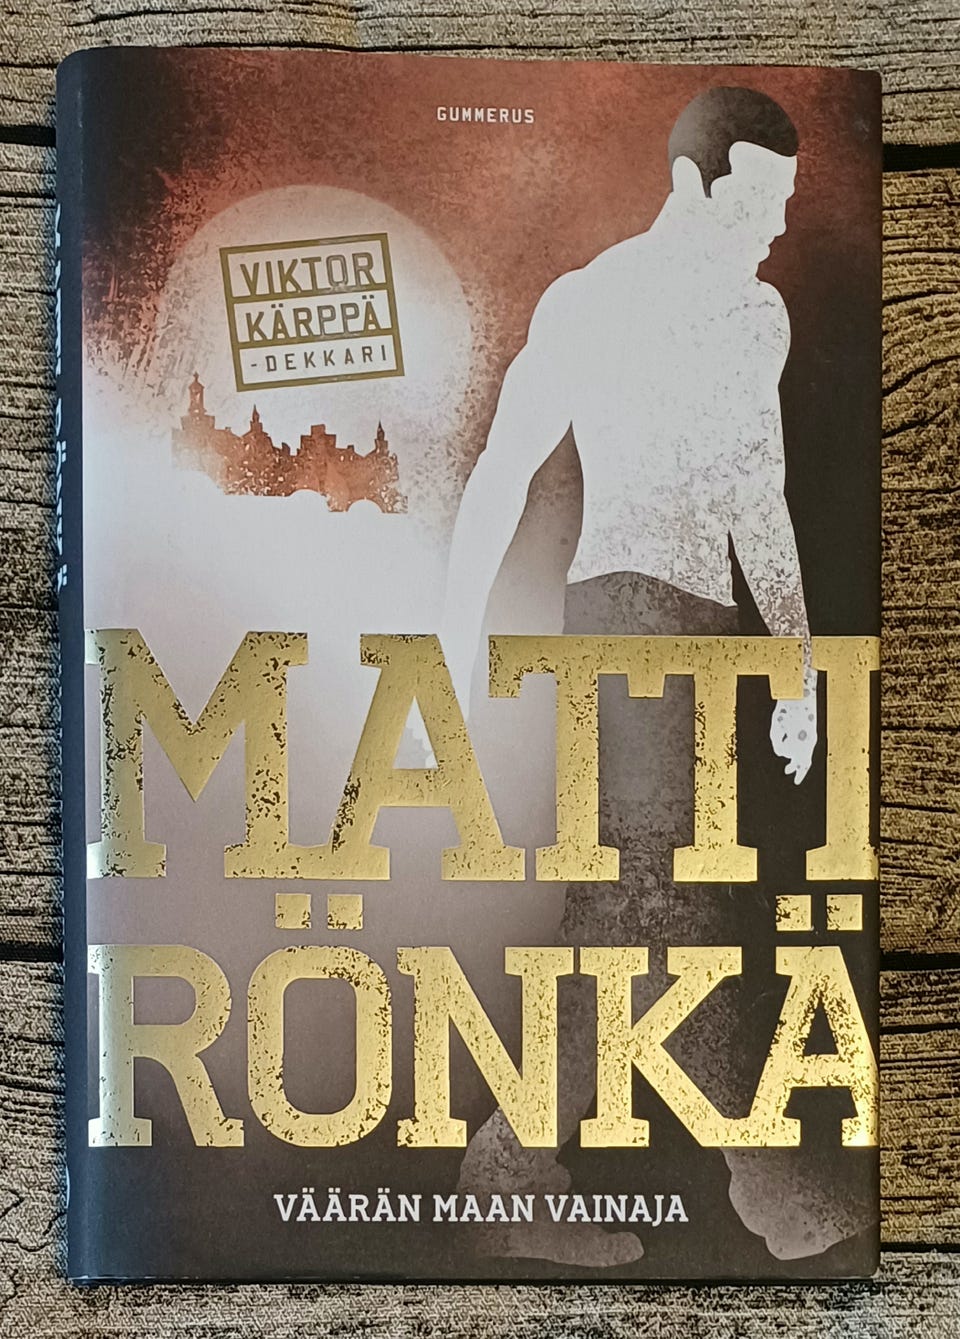 GUMMERUS
VIKTOR
KÄRPPÄ
-DEKKARI
MATTI
RÖNKÄ
VÄÄRÄN MAAN VAINAJA